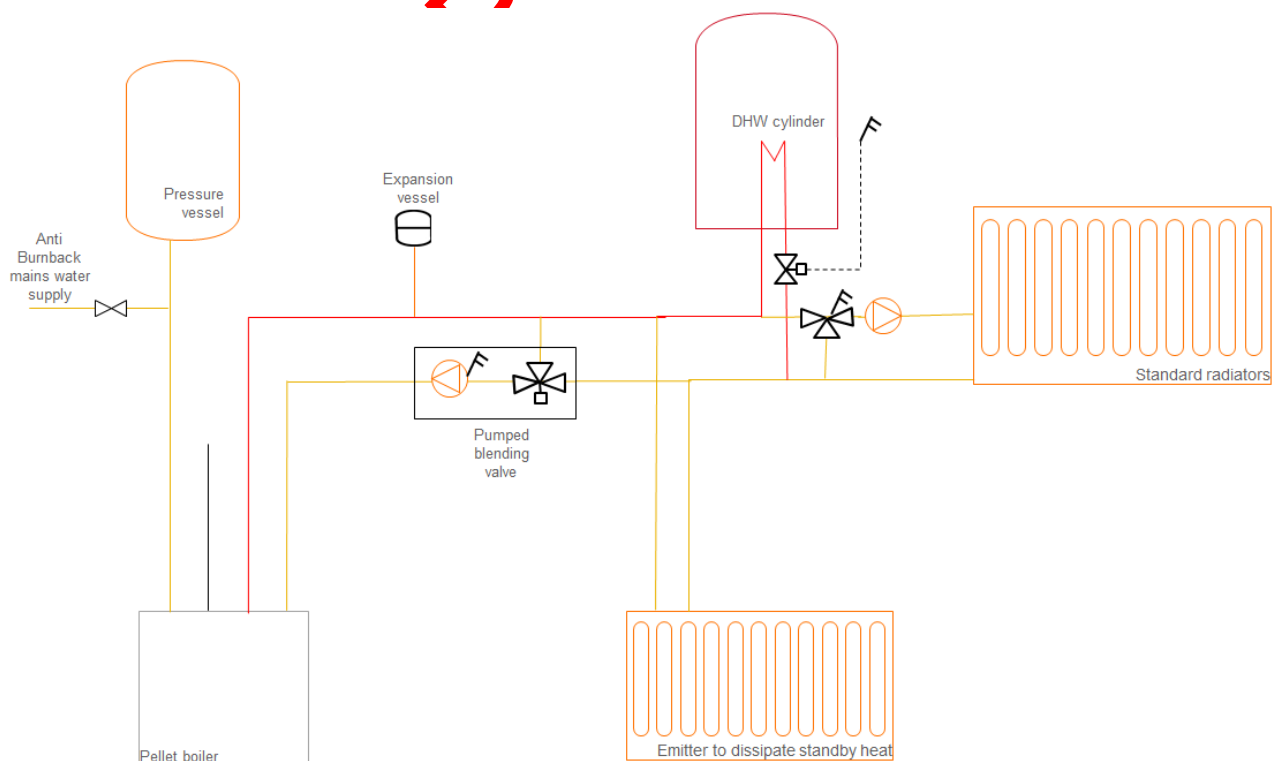 DHW cylinder
Pressure
vessel
Expansion
vessel
Anti
Burnback
mains water
supply
Standard radiators
Pumped
blending
valve
Pellet boiler
Emitter to dissipate standby heat